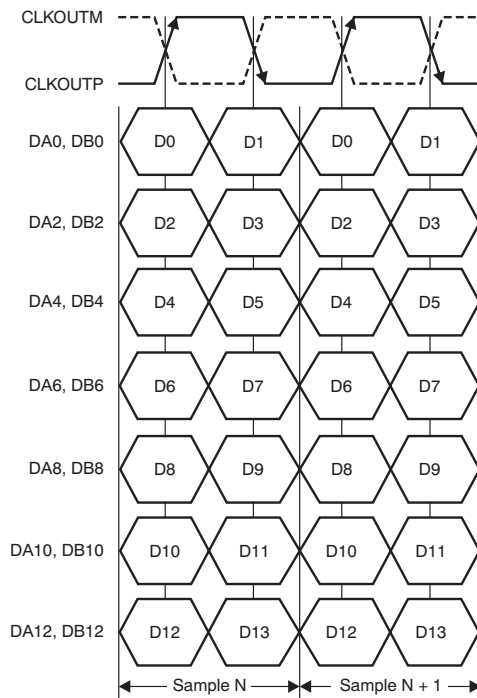 CLKOUTM
CLKOUTP
DA0, DB0 D0 D1 D0 D1
DA2, DB2 D2 D3 D2 D3
DA4, DB4 D4 D5 D4 D5
DA6, DB6 D6 D7 D6 D7
DA8, DB8 D8 D9 D8 D9
DA10, DB10 D10 D11 D10 D11
DA12, DB12 D12 D13 D12 D13
Sample N Sample N + 1